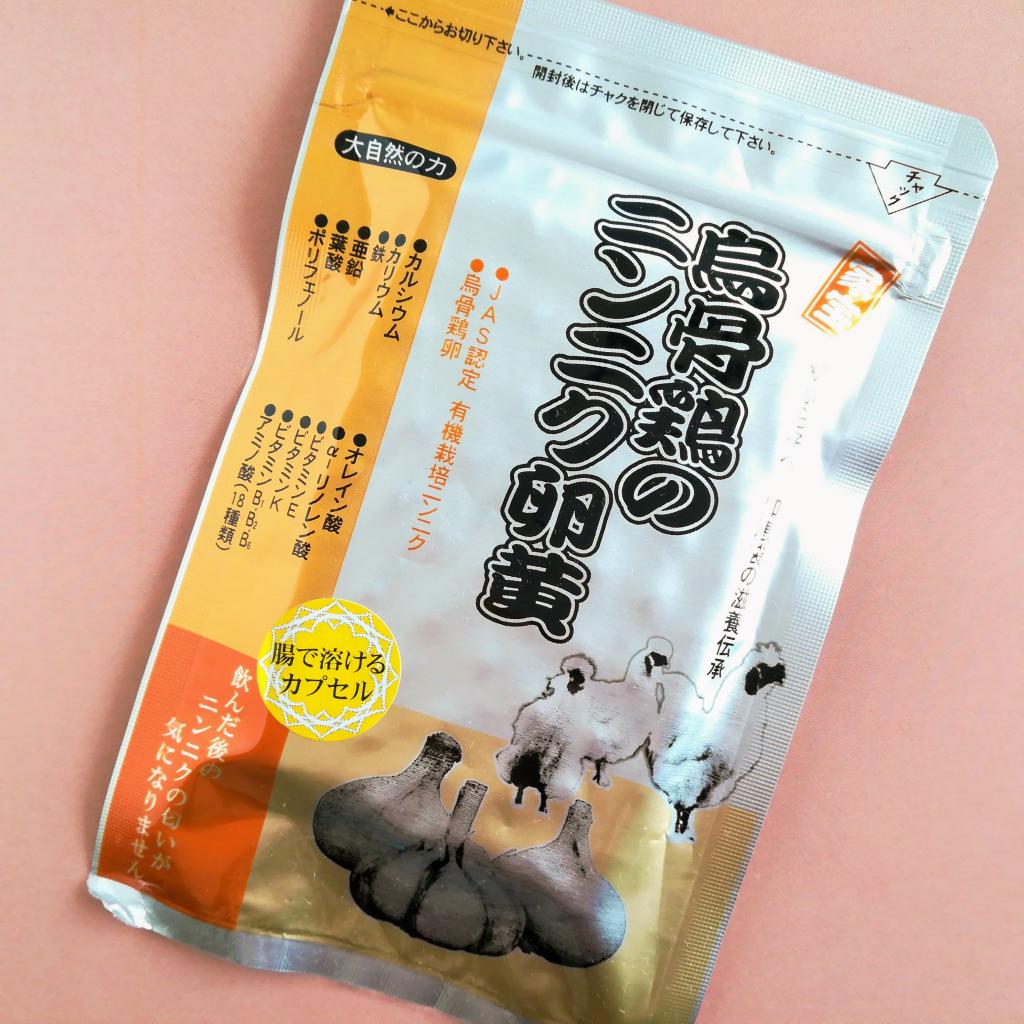 ←ここからお切り下さい。
開封後はチャクを閉じて保存して下さい。
チャック
大自然の力
烏骨鶏の
ニンニク卵黄
の滋養伝承
●JAS認定 有機栽培ニンニク
●烏骨鶏卵
●カルシウム
●カリウム
●鉄
●亜鉛
●葉酸
●ポリフェノール
●オレイン酸
●α-リノレン酸
●ビタミンE
●ビタミンK
●ビタミンB₁・B₂・B₆
●アミノ酸(18種類)
腸で溶ける
カプセル
飲んだ後の
ニンニクの匂いが
気になりません